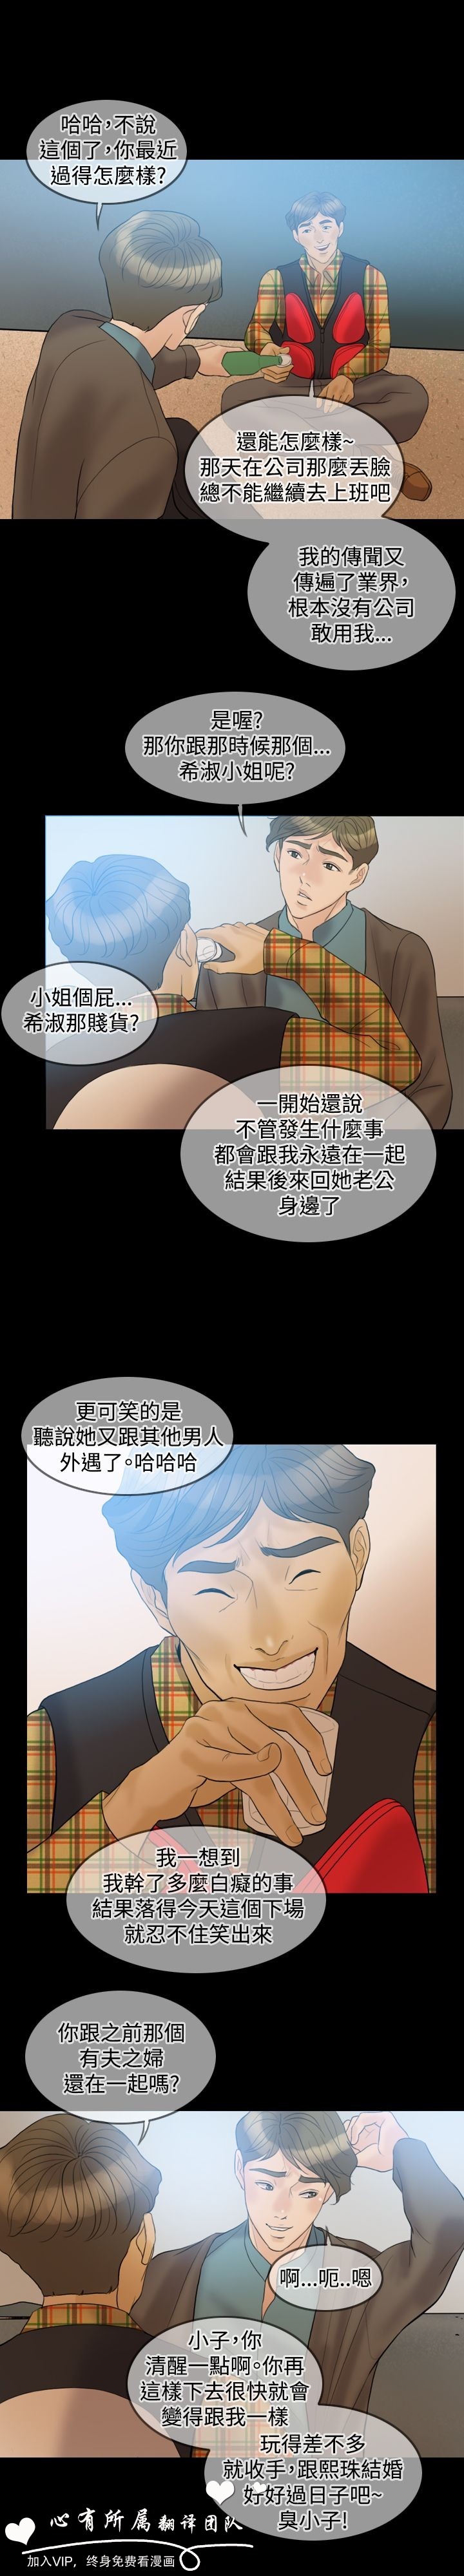 哈哈,不說
這個了,你最近
過得怎麼樣?
還能怎麼樣~
那天在公司那麼丟臉
總不能繼續去上班吧
我的傳聞又
傳遍了業界,
根本沒有公司
敢用我...
是喔?
那你跟那時候那個...
希淑小姐呢?
小姐個屁...
希淑那賤貨?
一開始還說
不管發生什麼事
都會跟我永遠在一起
結果後來回她老公
身邊了
更可笑的是
聽說她又跟其他男人
外遇了。哈哈哈
我一想到
我幹了多麼白癡的事
結果落得今天這個下場
就忍不住笑出來
你跟之前那個
有夫之婦
還在一起嗎?
啊...呃..嗯
小子,你
清醒一點啊。你再
這樣下去很快就會
變得跟我一樣
玩得差不多
就收手,跟熙珠結婚
好好過日子吧~
臭小子!
心有所属翻译团队
加入VIP，终身免费看漫画